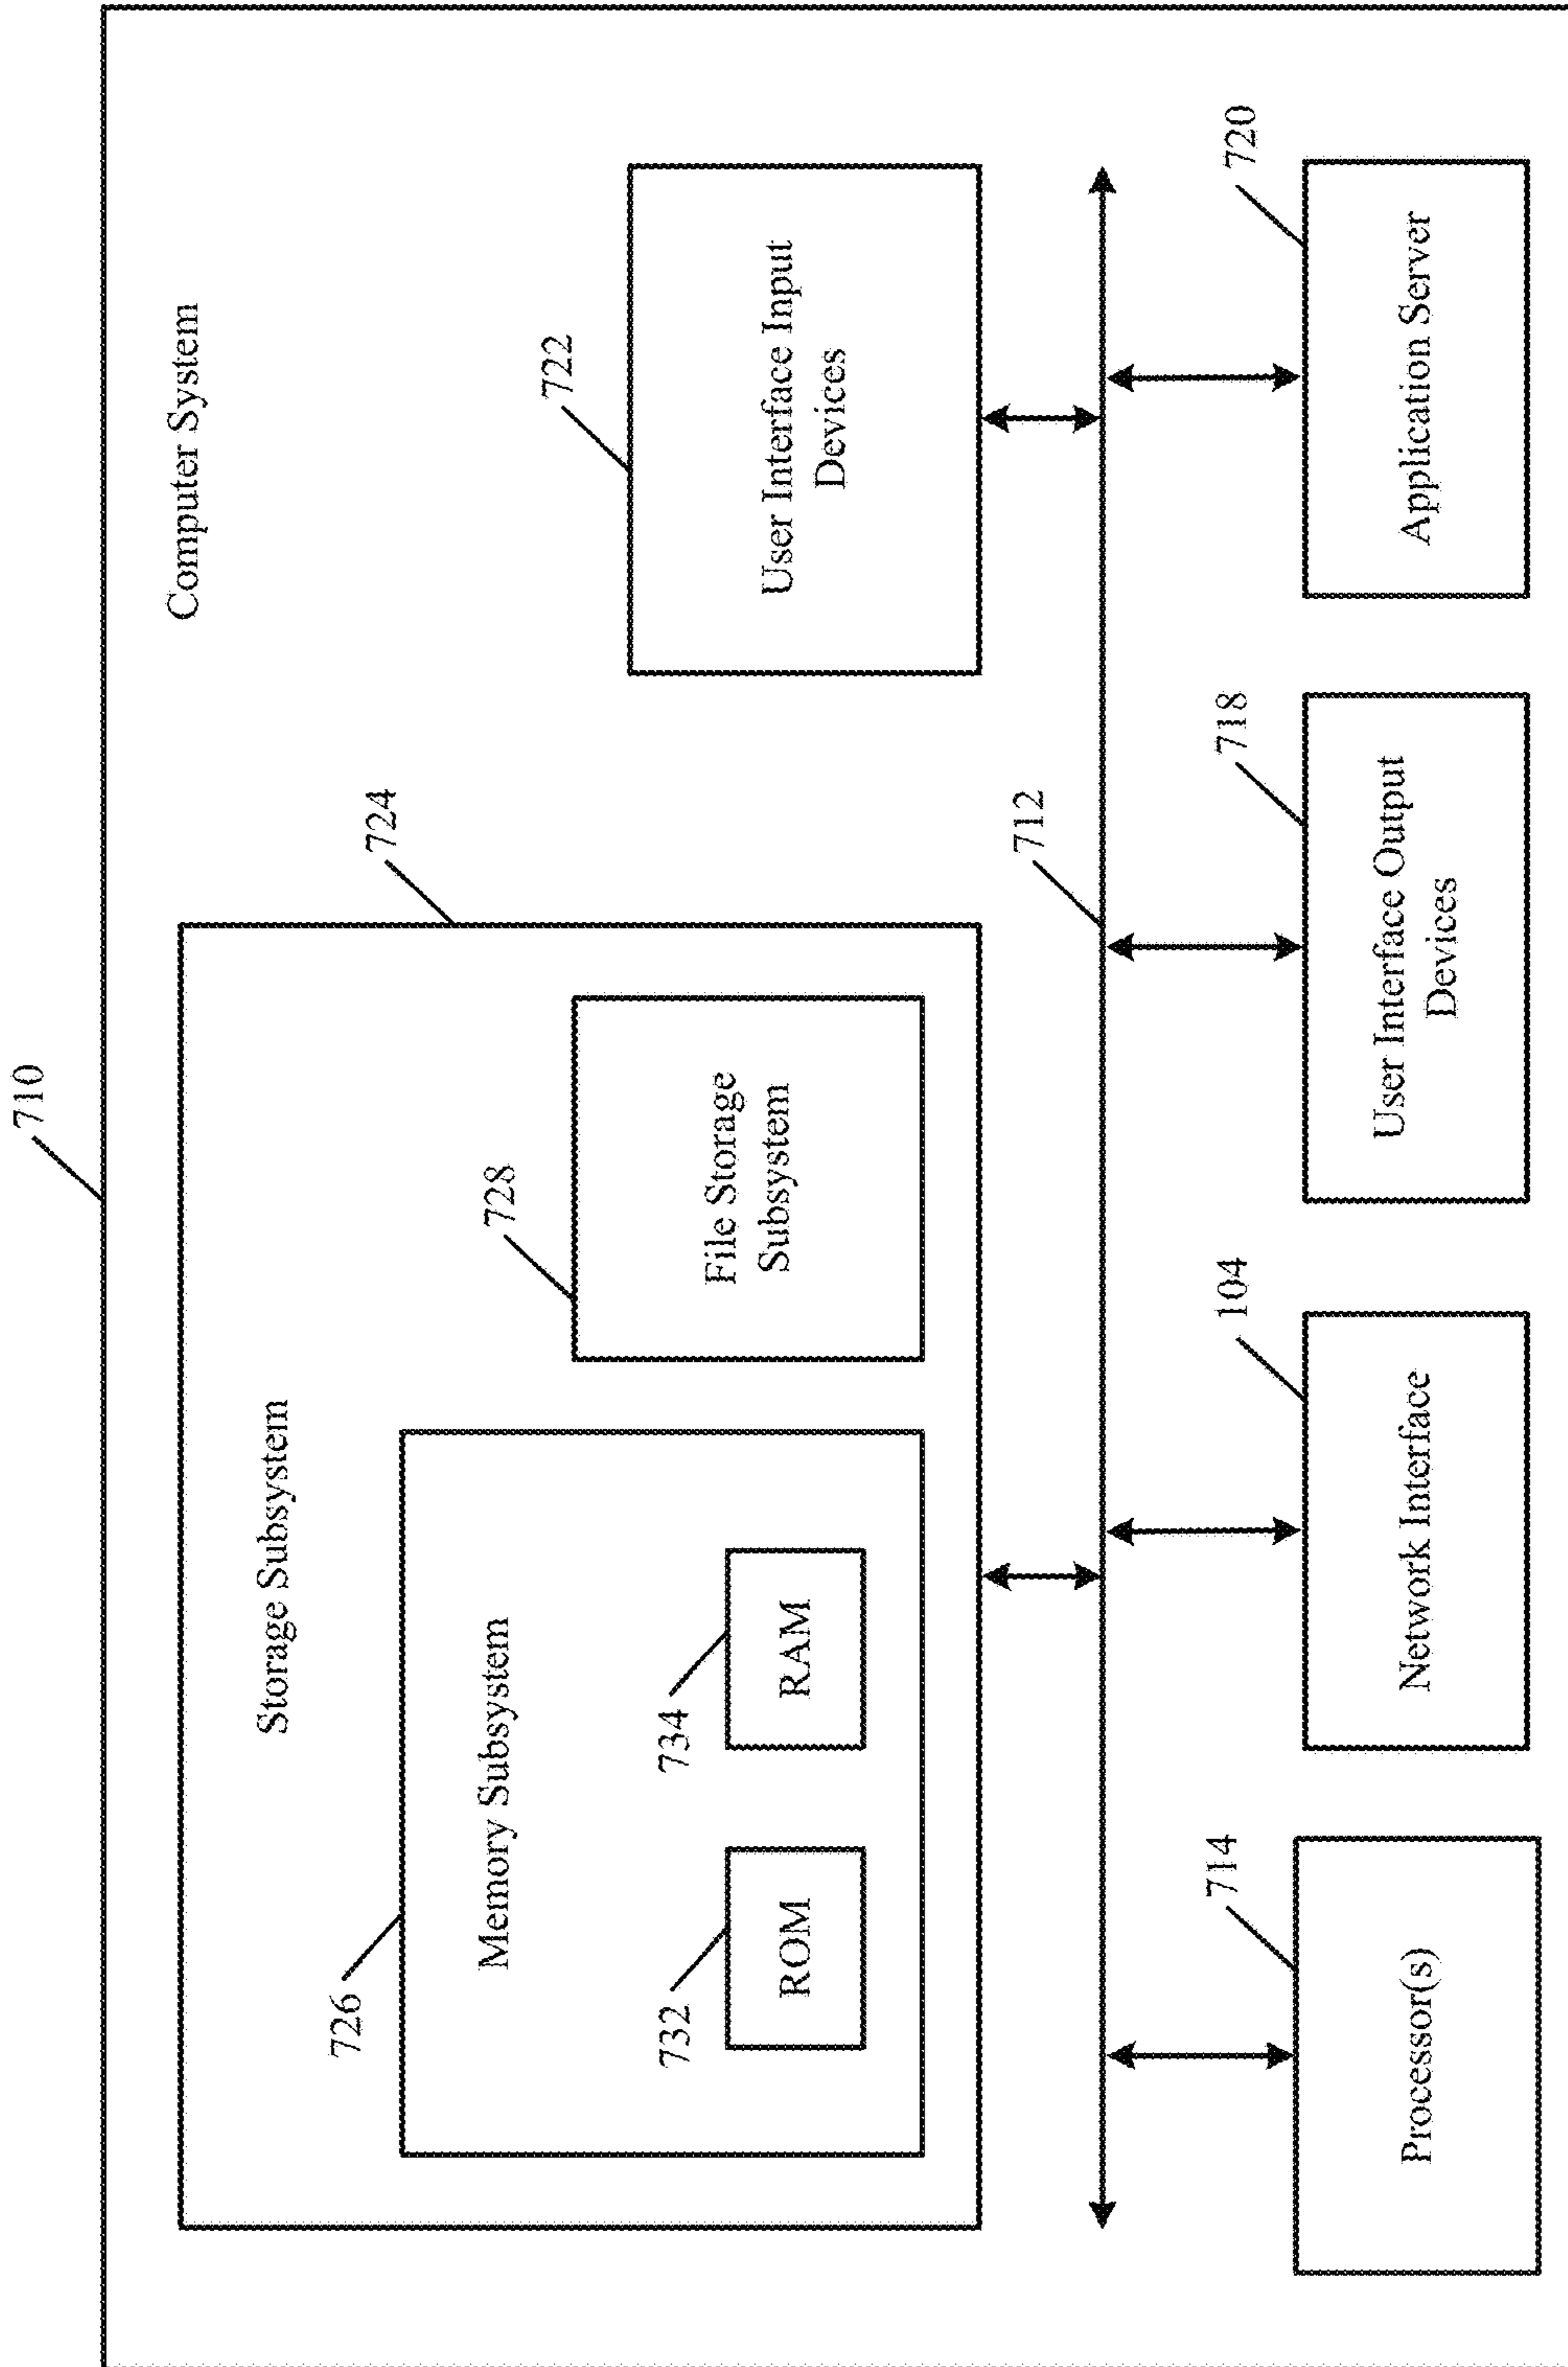 710
Computer System
Storage Subsystem
724
726
Memory Subsystem
728
722
732
734
ROM
RAM
File Storage
Subsystem
User Interface Input
Devices
712
714
104
718
720
Processor(s)
Network Interface
User Interface Output
Devices
Application Server